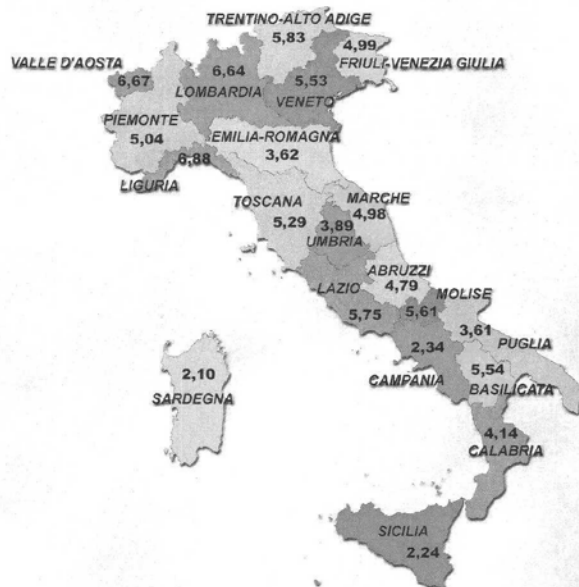 TRENTINO-ALTO ADIGE
5,83
4,99
FRIULI-VENEZIA GIULIA
VALLE D'AOSTA
6,67
6,64
LOMBARDIA
5,53
VENETO
PIEMONTE
5,04
EMILIA-ROMAGNA
3,62
6,88
LIGURIA
TOSCANA
5,29
MARCHE
4,98
3,89
UMBRIA
ABRUZZI
4,79
LAZIO
5,75
MOLISE
5,61
3,61
PUGLIA
2,34
CAMPANIA
5,54
BASILICATA
2,10
SARDEGNA
4,14
CALABRIA
SICILIA
2,24